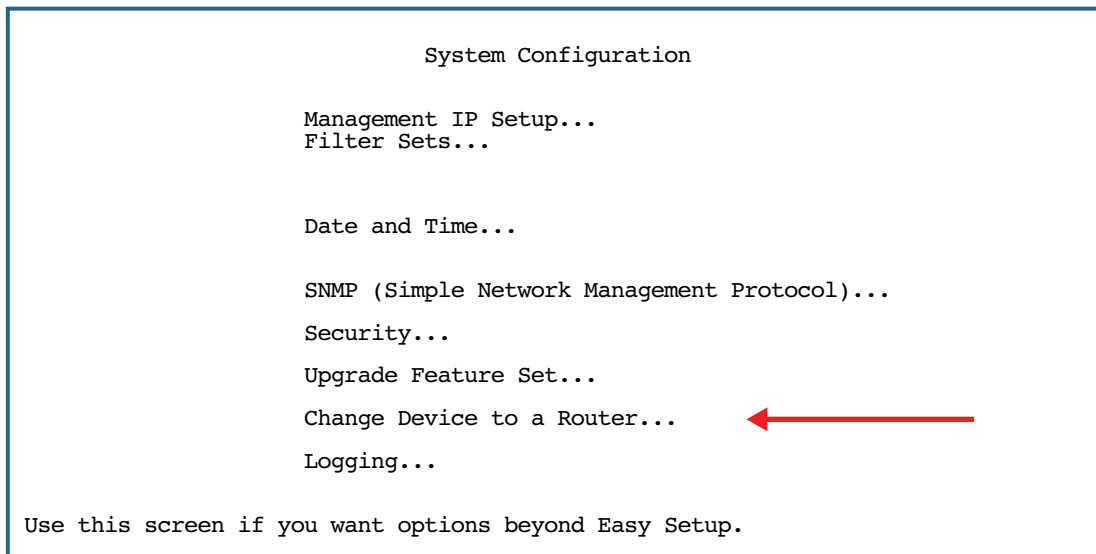 System Configuration
Management IP Setup...
Filter Sets...
Date and Time...
SNMP (Simple Network Management Protocol)...
Security...
Upgrade Feature Set...
Change Device to a Router...
Logging...
Use this screen if you want options beyond Easy Setup.